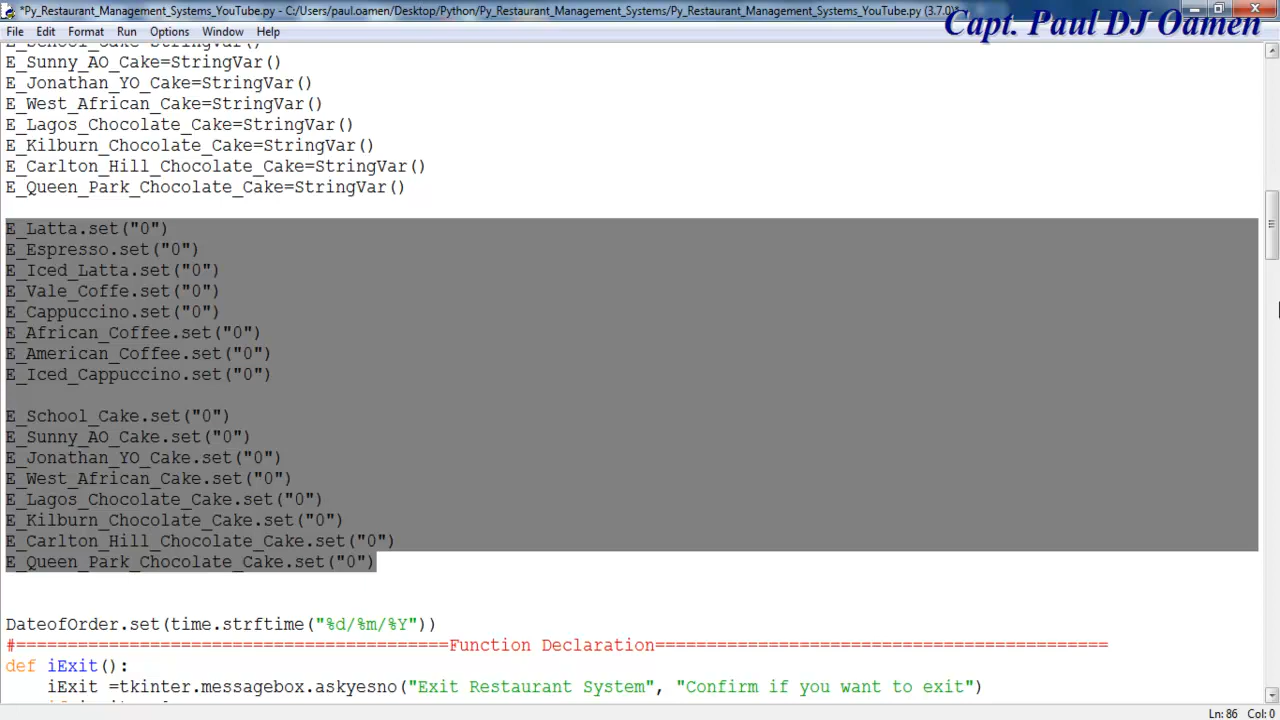 *Py_Restaurant_Management_Systems_YouTube.py - C:/Users/paul.oamen/Desktop/Python/Py_Restaurant_Management_Systems/Py_Restaurant_Management_Systems_YouTube.py (3.7.0)*
Capt. Paul DJ Oamen
File Edit Format Run Options Window Help
E_School_Cake=StringVar()
E_Sunny_AO_Cake=StringVar()
E_Jonathan_YO_Cake=StringVar()
E_West_African_Cake=StringVar()
E_Lagos_Chocolate_Cake=StringVar()
E_Kilburn_Chocolate_Cake=StringVar()
E_Carlton_Hill_Chocolate_Cake=StringVar()
E_Queen_Park_Chocolate_Cake=StringVar()
E_Latta.set("0")
E_Espresso.set("0")
E_Iced_Latta.set("0")
E_Vale_Coffe.set("0")
E_Cappuccino.set("0")
E_African_Coffee.set("0")
E_American_Coffee.set("0")
E_Iced_Cappuccino.set("0")
E_School_Cake.set("0")
E_Sunny_AO_Cake.set("0")
E_Jonathan_YO_Cake.set("0")
E_West_African_Cake.set("0")
E_Lagos_Chocolate_Cake.set("0")
E_Kilburn_Chocolate_Cake.set("0")
E_Carlton_Hill_Chocolate_Cake.set("0")
E_Queen_Park_Chocolate_Cake.set("0")
DateofOrder.set(time.strftime("%d/%m/%Y"))
#==========================================Function Declaration============================================
def iExit():
iExit =tkinter.messagebox.askyesno("Exit Restaurant System", "Confirm if you want to exit")
Ln: 86 Col: 0